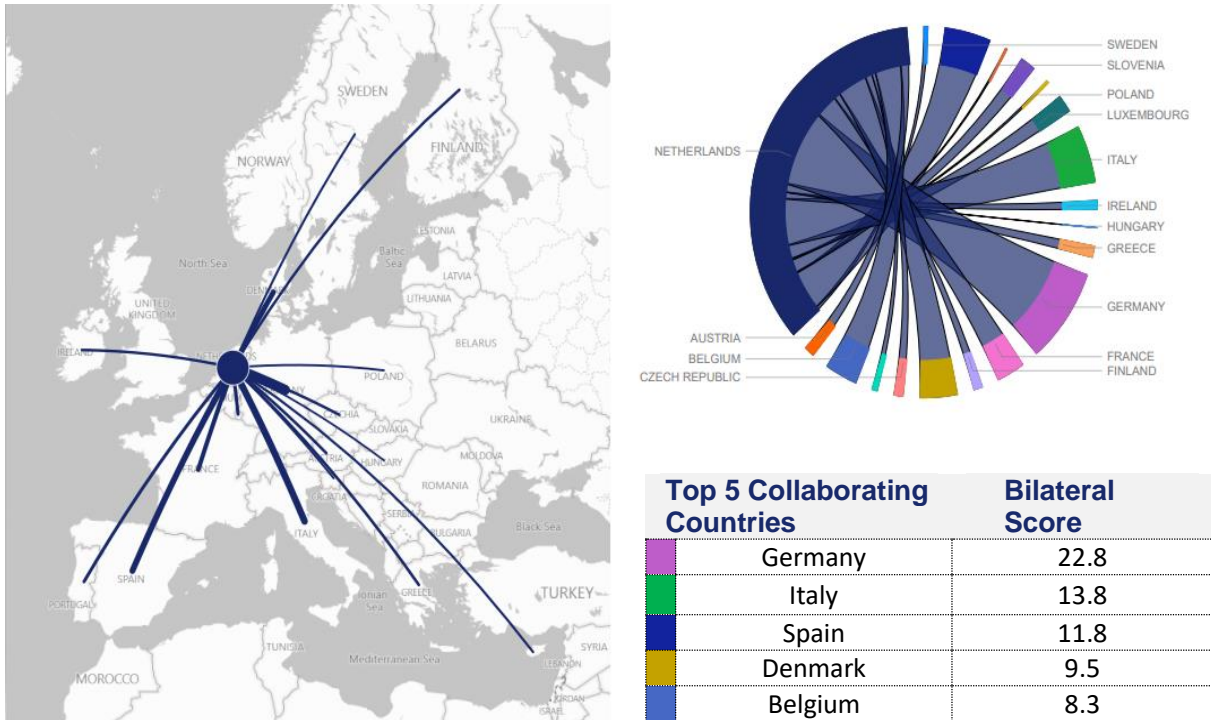 SWEDEN
FINLAND
NORWAY
ESTONIA
North Sea
Baltic
Sea
LATVIA
DENMARK
LITHUANIA
UNITED
KINGDOM
BELARUS
IRELAND
NETHERLANDS
POLAND
CZECHIA
UKRAINE
SLOVAKIA
AUSTRIA
HUNGARY
MOLDOVA
FRANCE
ROMANIA
CROATIA
SERBIA
Black Sea
ITALY
BULGARIA
SPAIN
PORTUGAL
GREECE
TURKEY
Ionian
Sea
TUNISIA
SYRIA
Mediterranean Sea
LEBANON
MOROCCO
JORDAN
ISRAEL
SWEDEN
SLOVENIA
POLAND
LUXEMBOURG
NETHERLANDS
ITALY
IRELAND
HUNGARY
GREECE
GERMANY
AUSTRIA
BELGIUM
FRANCE
CZECH REPUBLIC
FINLAND
Top 5 Collaborating Bilateral
Countries Score
Germany 22.8
Italy 13.8
Spain 11.8
Denmark 9.5
Belgium 8.3